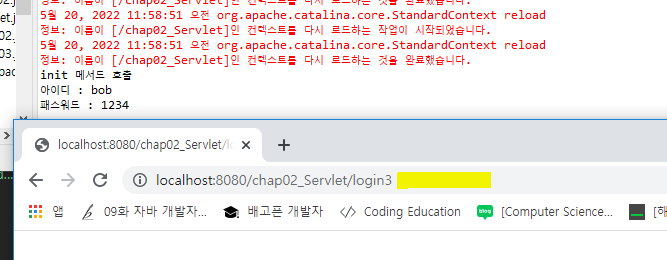 정보: 이름이 [/chap02_Servlet]인 컨텍스트를 다시 로드하는 것을 완료했습니다.
5월 20, 2022 11:58:51 오전 org.apache.catalina.core.StandardContext reload
정보: 이름이 [/chap02_Servlet]인 컨텍스트를 다시 로드하는 작업이 시작되었습니다.
5월 20, 2022 11:58:51 오전 org.apache.catalina.core.StandardContext reload
정보: 이름이 [/chap02_Servlet]인 컨텍스트를 다시 로드하는 것을 완료했습니다.
init 메서드 호출
아이디 : bob
패스워드 : 1234
localhost:8080/chap02_Servlet/lo
localhost:8080/chap02_Servlet/login3
앱 09화 자바 개발자... 배고픈 개발자 Coding Education blog [Computer Science... [해